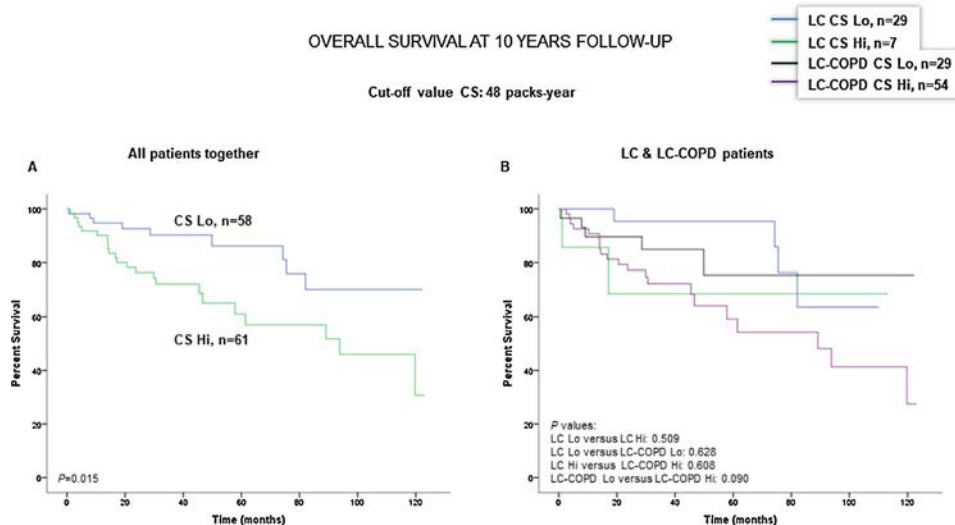 OVERALL SURVIVAL AT 10 YEARS FOLLOW-UP
Cut-off value CS: 48 packs-year
LC CS Lo, n=29
LC CS Hi, n=7
LC-COPD CS Lo, n=29
LC-COPD CS Hi, n=54
A
All patients together
Percent Survival
100
80
60
40
20
0
CS Lo, n=58
CS Hi, n=61
P=0.015
0 20 40 60 80 100 120
Time (months)
B
LC & LC-COPD patients
Percent Survival
100
80
60
40
20
0
P values:
LC Lo versus LC Hi: 0.509
LC Lo versus LC-COPD Lo: 0.628
LC Hi versus LC-COPD Hi: 0.608
LC-COPD Lo versus LC-COPD Hi: 0.090
0 20 40 60 80 100 120
Time (months)